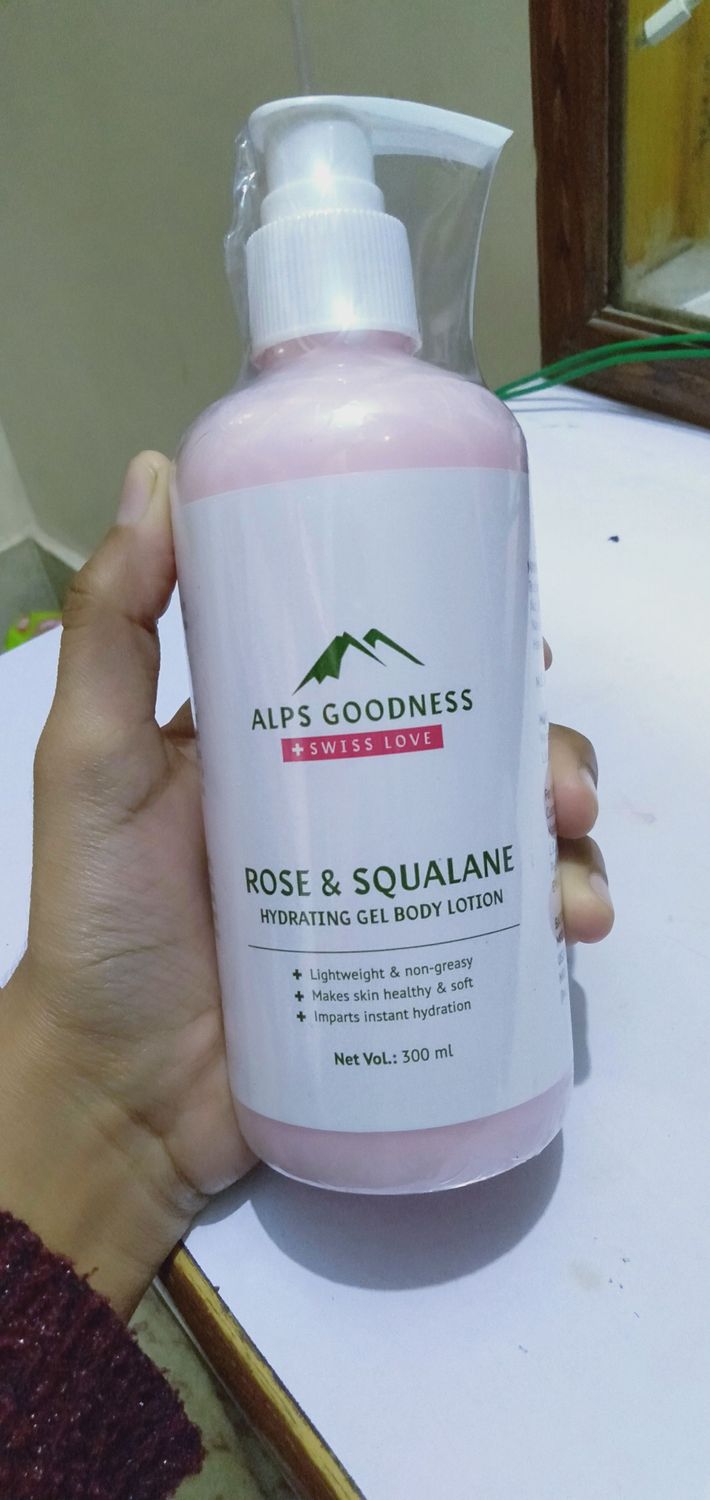 ALPS GOODNESS
+ SWISS LOVE
ROSE & SQUALANE
HYDRATING GEL BODY LOTION
+ Lightweight & non-greasy
+ Makes skin healthy & soft
+ Imparts instant hydration
Net Vol.: 300 ml